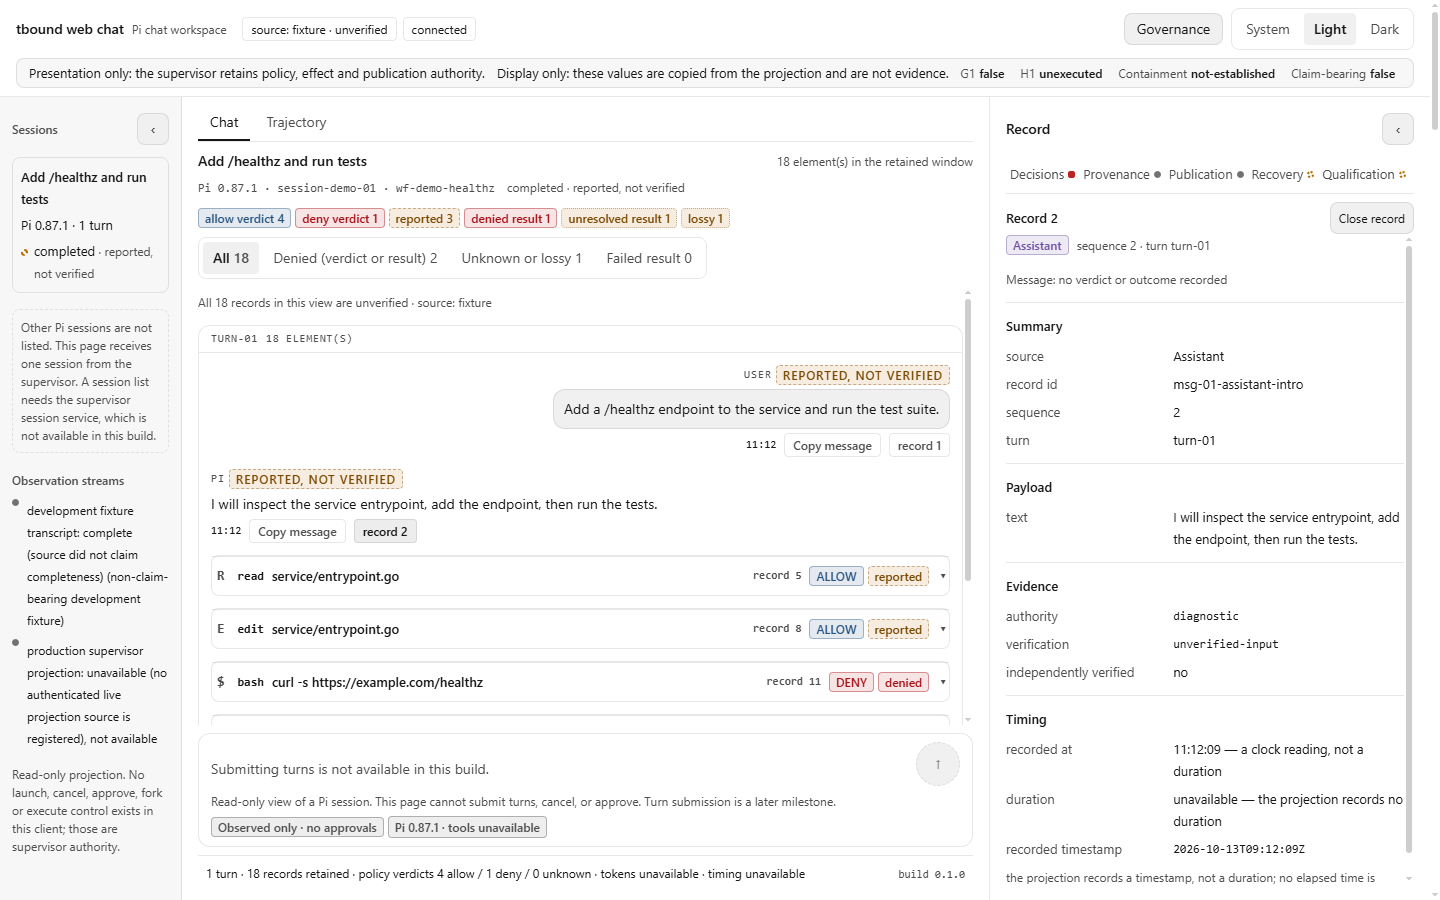 tbound web chat Pi chat workspace source: fixture · unverified connected Governance System Light Dark
Presentation only: the supervisor retains policy, effect and publication authority. Display only: these values are copied from the projection and are not evidence. G1 false H1 unexecuted Containment not-established Claim-bearing false
Sessions ‹
Add /healthz and run
tests
Pi 0.87.1 · 1 turn
completed · reported,
not verified
Other Pi sessions are not
listed. This page receives
one session from the
supervisor. A session list
needs the supervisor
session service, which is
not available in this build.
Observation streams
development fixture
transcript: complete
(source did not claim
completeness) (non-claim-
bearing development
fixture)
production supervisor
projection: unavailable (no
authenticated live
projection source is
registered), not available
Read-only projection. No
launch, cancel, approve, fork
or execute control exists in
this client; those are
supervisor authority.
Chat Trajectory
Add /healthz and run tests 18 element(s) in the retained window
Pi 0.87.1 · session-demo-01 · wf-demo-healthz completed · reported, not verified
allow verdict 4 deny verdict 1 reported 3 denied result 1 unresolved result 1 lossy 1
All 18 Denied (verdict or result) 2 Unknown or lossy 1 Failed result 0
All 18 records in this view are unverified · source: fixture
TURN-01 18 ELEMENT(S)
USER REPORTED, NOT VERIFIED
Add a /healthz endpoint to the service and run the test suite.
11:12 Copy message record 1
PI REPORTED, NOT VERIFIED
I will inspect the service entrypoint, add the endpoint, then run the tests.
11:12 Copy message record 2
R read service/entrypoint.go record 5 ALLOW reported ▾
E edit service/entrypoint.go record 8 ALLOW reported ▾
$ bash curl -s https://example.com/healthz record 11 DENY denied ▾
Submitting turns is not available in this build. ↑
Read-only view of a Pi session. This page cannot submit turns, cancel, or approve. Turn submission is a later milestone.
Observed only · no approvals Pi 0.87.1 · tools unavailable
1 turn · 18 records retained · policy verdicts 4 allow / 1 deny / 0 unknown · tokens unavailable · timing unavailable build 0.1.0
Record ‹
Decisions Provenance Publication Recovery Qualification
Record 2 Close record
Assistant sequence 2 · turn turn-01
Message: no verdict or outcome recorded
Summary
source Assistant
record id msg-01-assistant-intro
sequence 2
turn turn-01
Payload
text I will inspect the service entrypoint, add
the endpoint, then run the tests.
Evidence
authority diagnostic
verification unverified-input
independently verified no
Timing
recorded at 11:12:09 — a clock reading, not a
duration
duration unavailable — the projection records no
duration
recorded timestamp 2026-10-13T09:12:09Z
the projection records a timestamp, not a duration; no elapsed time is